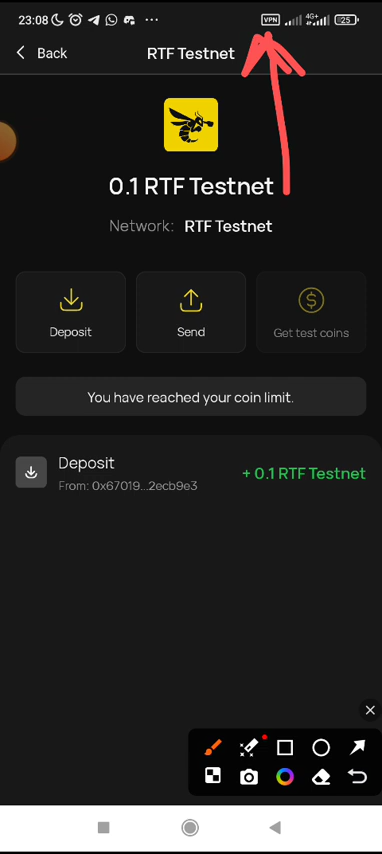 23:08 VPN 4G+ 25
Back RTF Testnet
0.1 RTF Testnet
Network: RTF Testnet
Deposit Send Get test coins
You have reached your coin limit.
Deposit
+ 0.1 RTF Testnet
From: 0x67019...2ecb9e3